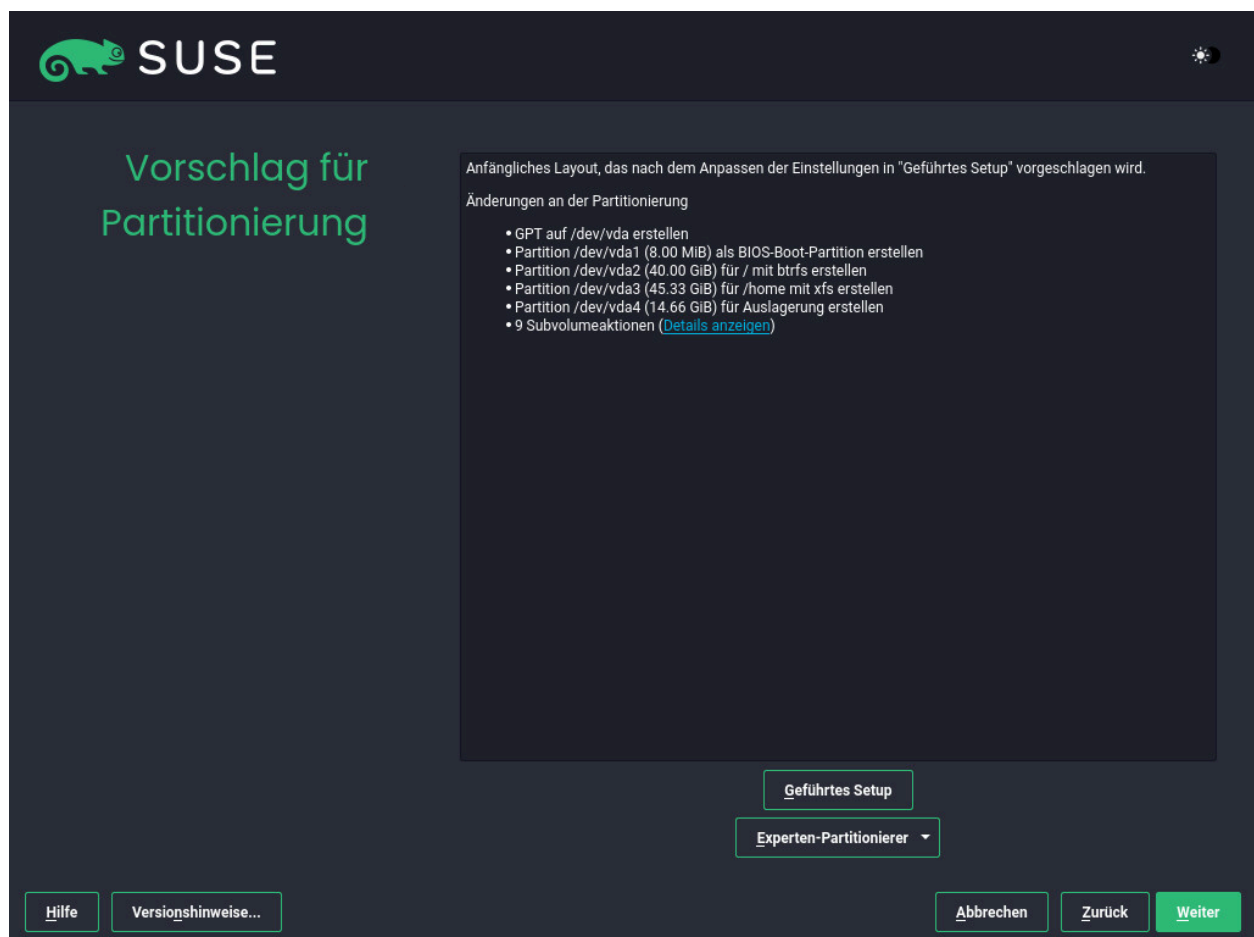 SUSE
Vorschlag für
Partitionierung
Anfängliches Layout, das nach dem Anpassen der Einstellungen in "Geführtes Setup" vorgeschlagen wird.
Änderungen an der Partitionierung
• GPT auf /dev/vda erstellen
• Partition /dev/vda1 (8.00 MiB) als BIOS-Boot-Partition erstellen
• Partition /dev/vda2 (40.00 GiB) für / mit btrfs erstellen
• Partition /dev/vda3 (45.33 GiB) für /home mit xfs erstellen
• Partition /dev/vda4 (14.66 GiB) für Auslagerung erstellen
• 9 Subvolumeaktionen (Details anzeigen)
Geführtes Setup
Experten-Partitionierer
Hilfe
Versionshinweise...
Abbrechen
Zurück
Weiter